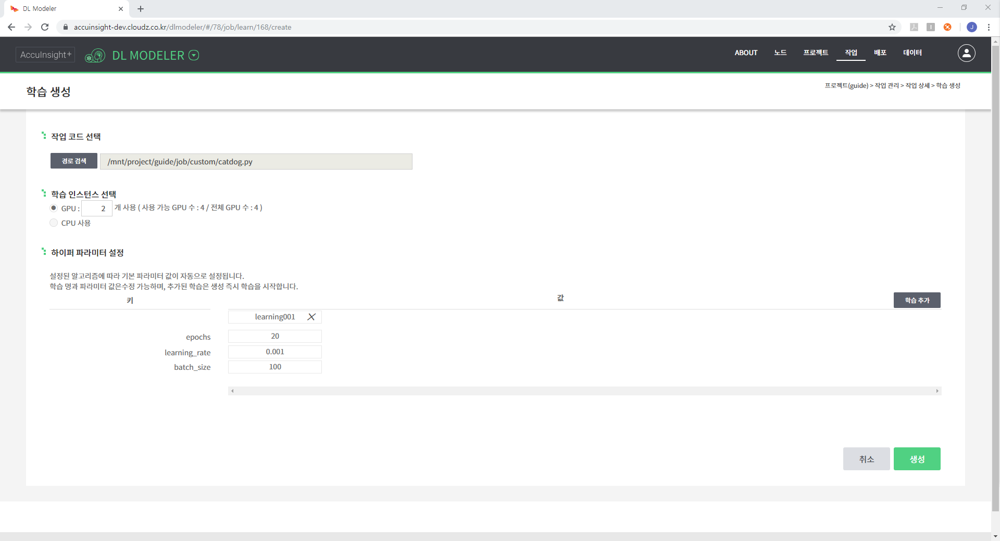 DL Modeler
accuinsight-dev.cloudz.co.kr/dlmodeler/#/78/job/learn/168/create
J
AccuInsight+
DL MODELER
ABOUT 노드 프로젝트 작업 배포 데이터
학습 생성
프로젝트(guide) > 작업 관리 > 작업 상세 > 학습 생성
작업 코드 선택
경로 검색 /mnt/project/guide/job/custom/catdog.py
학습 인스턴스 선택
GPU : 2 개 사용 ( 사용 가능 GPU 수 : 4 / 전체 GPU 수 : 4 )
CPU 사용
하이퍼 파라미터 설정
설정된 알고리즘에 따라 기본 파라미터 값이 자동으로 설정됩니다.
학습 명과 파라미터 값은수정 가능하며, 추가된 학습은 생성 즉시 학습을 시작합니다.
키 값 학습 추가
learning001
epochs 20
learning_rate 0.001
batch_size 100
취소 생성